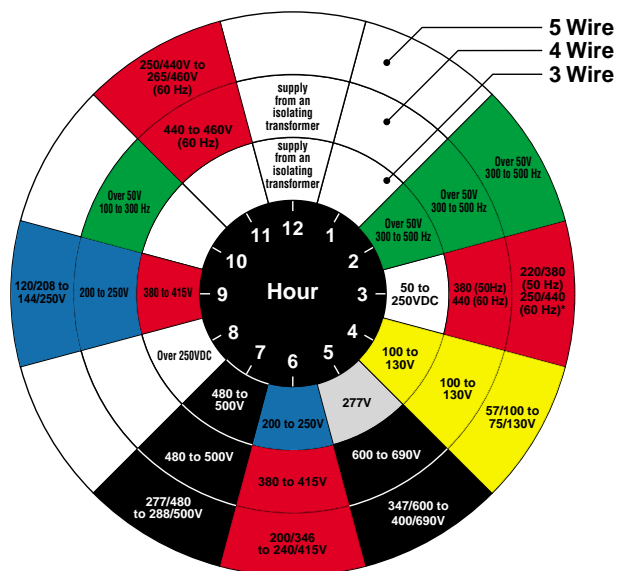 5 Wire
4 Wire
3 Wire
250/440V to
265/460V
(60 Hz)
440 to 460V
(60 Hz)
supply
from an
isolating
transformer
supply
from an
isolating
transformer
Over 50V
300 to 500 Hz
Over 50V
300 to 500 Hz
Over 50V
300 to 500 Hz
Over 50V
100 to 300 Hz
12
1
2
3
4
5
6
7
8
9
10
11
Hour
120/208 to
144/250V
200 to 250V
380 to 415V
50 to
250VDC
380 (50Hz)
440 (60 Hz)
220/380
(50 Hz)
250/440
(60 Hz)*
Over 250VDC
100 to
130V
100 to
130V
57/100 to
75/130V
480 to
500V
480 to 500V
277/480
to 288/500V
200 to 250V
380 to 415V
200/346
to 240/415V
277V
600 to 690V
347/600 to
400/690V